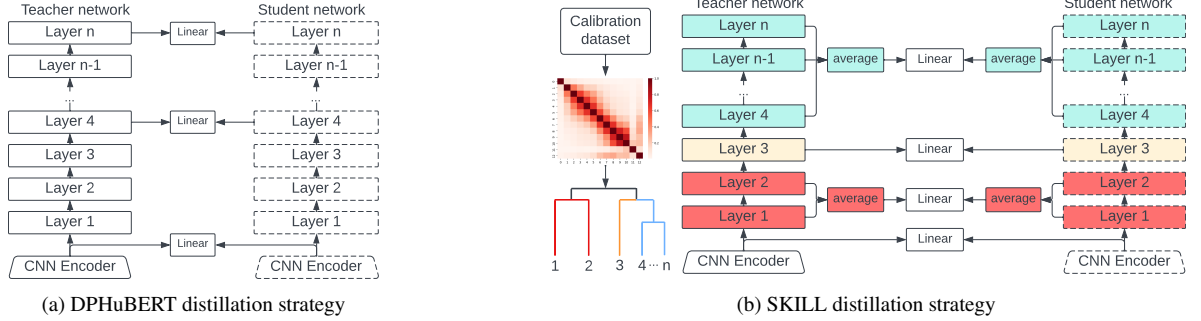 Teacher network
Student network
Layer n
Linear
Layer n
Layer n-1
Layer n-1
...
...
Layer 4
Linear
Layer 4
Layer 3
Layer 3
Layer 2
Layer 2
Layer 1
Layer 1
Linear
CNN Encoder
CNN Encoder
(a) DPHuBERT distillation strategy
Calibration
dataset
1 2 3 4 ... n
Teacher network
Student network
Layer n
Layer n
Layer n-1
average
Linear
average
Layer n-1
...
...
Layer 4
Layer 4
Layer 3
Linear
Layer 3
Layer 2
Layer 2
average
Linear
average
Layer 1
Layer 1
Linear
CNN Encoder
CNN Encoder
(b) SKILL distillation strategy